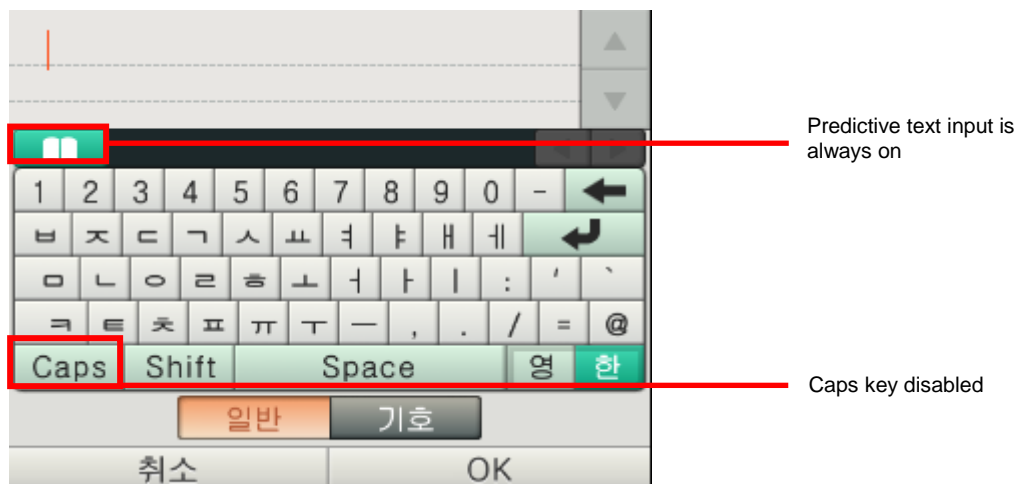 Predictive text input is
always on
1 2 3 4 5 6 7 8 9 0 -
ㅂ ㅈ ㄷ ㄱ ㅅ ㅛ ㅕ ㅑ ㅐ ㅔ
ㅁ ㄴ ㅇ ㄹ ㅎ ㅗ ㅓ ㅏ ㅣ : ' `
ㅋ ㅌ ㅊ ㅍ ㅠ ㅜ ㅡ , . / = @
Caps Shift Space 영 한
Caps key disabled
일반 기호
취소 OK